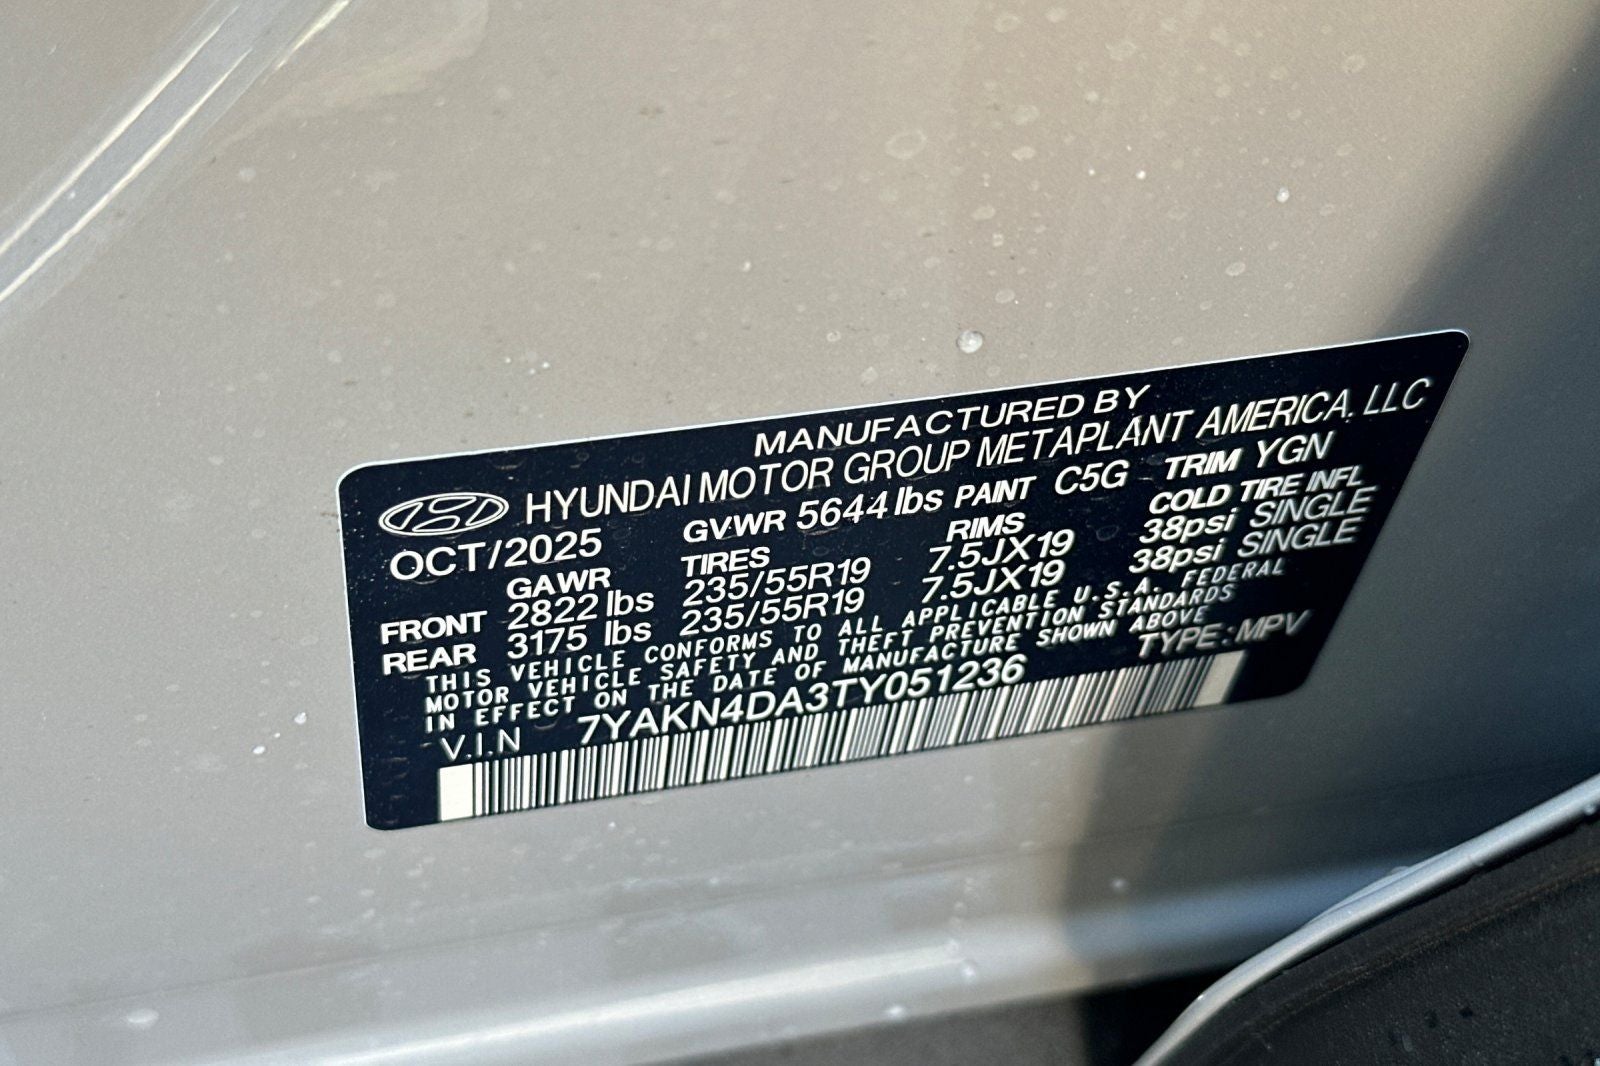 MANUFACTURED BY
HYUNDAI MOTOR GROUP METAPLANT AMERICA, LLC
OCT/2025 GVWR 5644 lbs PAINT C5G TRIM YGN
GAWR TIRES RIMS COLD TIRE INFL
FRONT 2822 lbs 235/55R19 7.5JX19 38psi SINGLE
REAR 3175 lbs 235/55R19 7.5JX19 38psi SINGLE
THIS VEHICLE CONFORMS TO ALL APPLICABLE U.S.A. FEDERAL
MOTOR VEHICLE SAFETY AND THEFT PREVENTION STANDARDS
IN EFFECT ON THE DATE OF MANUFACTURE SHOWN ABOVE
V.I.N 7YAKN4DA3TY051236 TYPE: MPV